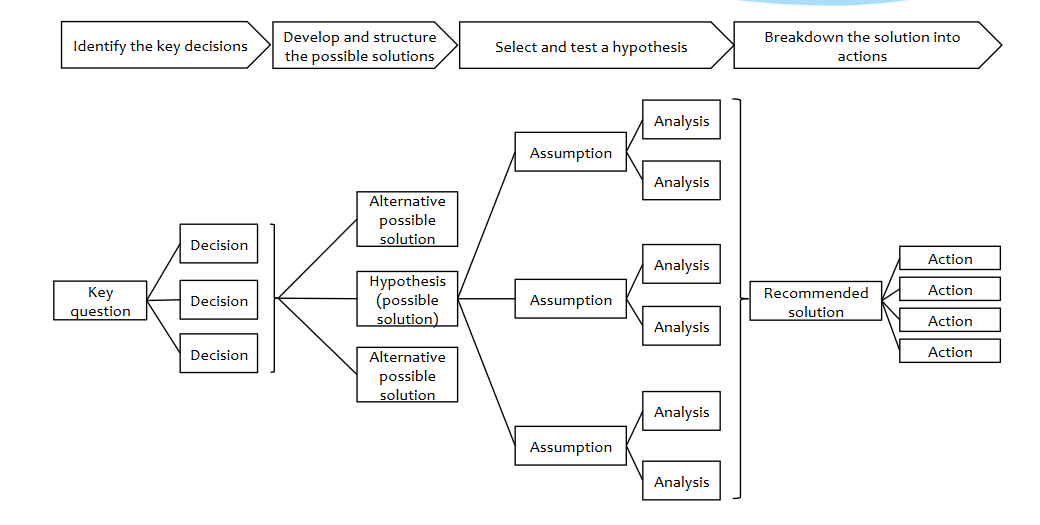 Identify the key decisions
Develop and structure
the possible solutions
Select and test a hypothesis
Breakdown the solution into
actions
Key
question
Decision
Decision
Decision
Alternative
possible
solution
Hypothesis
(possible
solution)
Alternative
possible
solution
Assumption
Assumption
Assumption
Analysis
Analysis
Analysis
Analysis
Analysis
Analysis
Recommended
solution
Action
Action
Action
Action